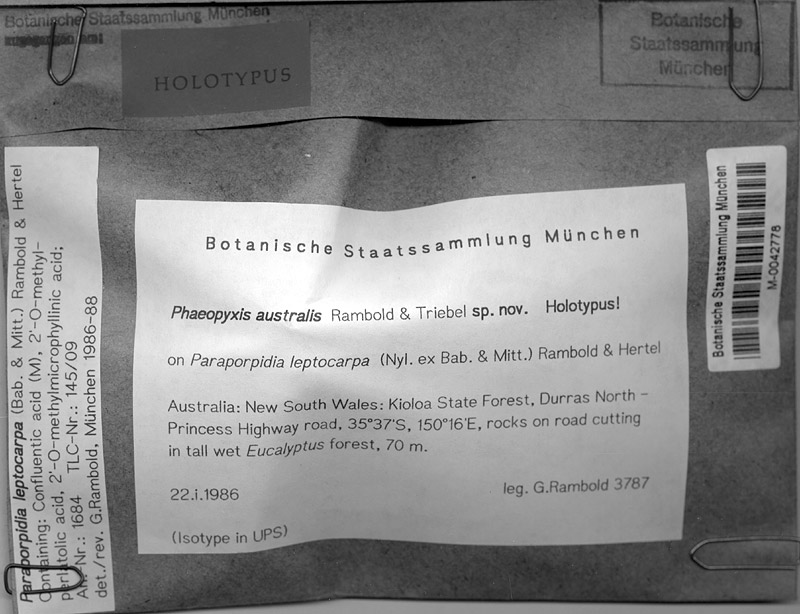 Botanische Staatssammlung München
HOLOTYPUS
Botanische
Staatssammlung
München
Botanische Staatssammlung München
Phaeopyxis australis Rambold & Triebel sp. nov. Holotypus!
on Paraporpidia leptocarpa (Nyl. ex Bab. & Mitt.) Rambold & Hertel
Australia: New South Wales: Kioloa State Forest, Durras North -
Princess Highway road, 35°37'S, 150°16'E, rocks on road cutting
in tall wet Eucalyptus forest, 70 m.
22.i.1986 leg. G.Rambold 3787
(Isotype in UPS)
Paraporpidia leptocarpa (Bab. & Mitt.) Rambold & Hertel
Containing: Confluentic acid (M), 2'-O-methyl-
perlatolic acid, 2'-O-methylmicrophyllinic acid;
An.-Nr.: 1684 TLC-Nr.: 145/09
det./rev. G.Rambold, München 1986-88
Botanische Staatssammlung München
M-0042778